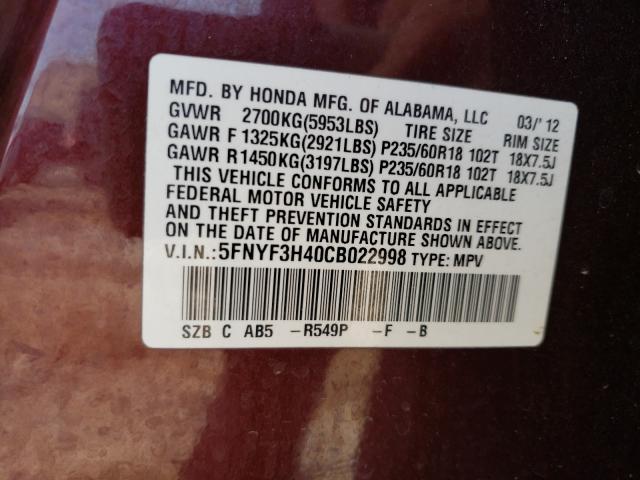 MFD. BY HONDA MFG. OF ALABAMA, LLC 03/'12
GVWR 2700KG(5953LBS) TIRE SIZE RIM SIZE
GAWR F 1325KG(2921LBS) P235/60R18 102T 18X7.5J
GAWR R1450KG(3197LBS) P235/60R18 102T 18X7.5J
THIS VEHICLE CONFORMS TO ALL APPLICABLE
FEDERAL MOTOR VEHICLE SAFETY
AND THEFT PREVENTION STANDARDS IN EFFECT
ON THE DATE OF MANUFACTURE SHOWN ABOVE.
V.I.N.: 5FNYF3H40CB022998 TYPE: MPV
SZB C AB5 -R549P -F -B